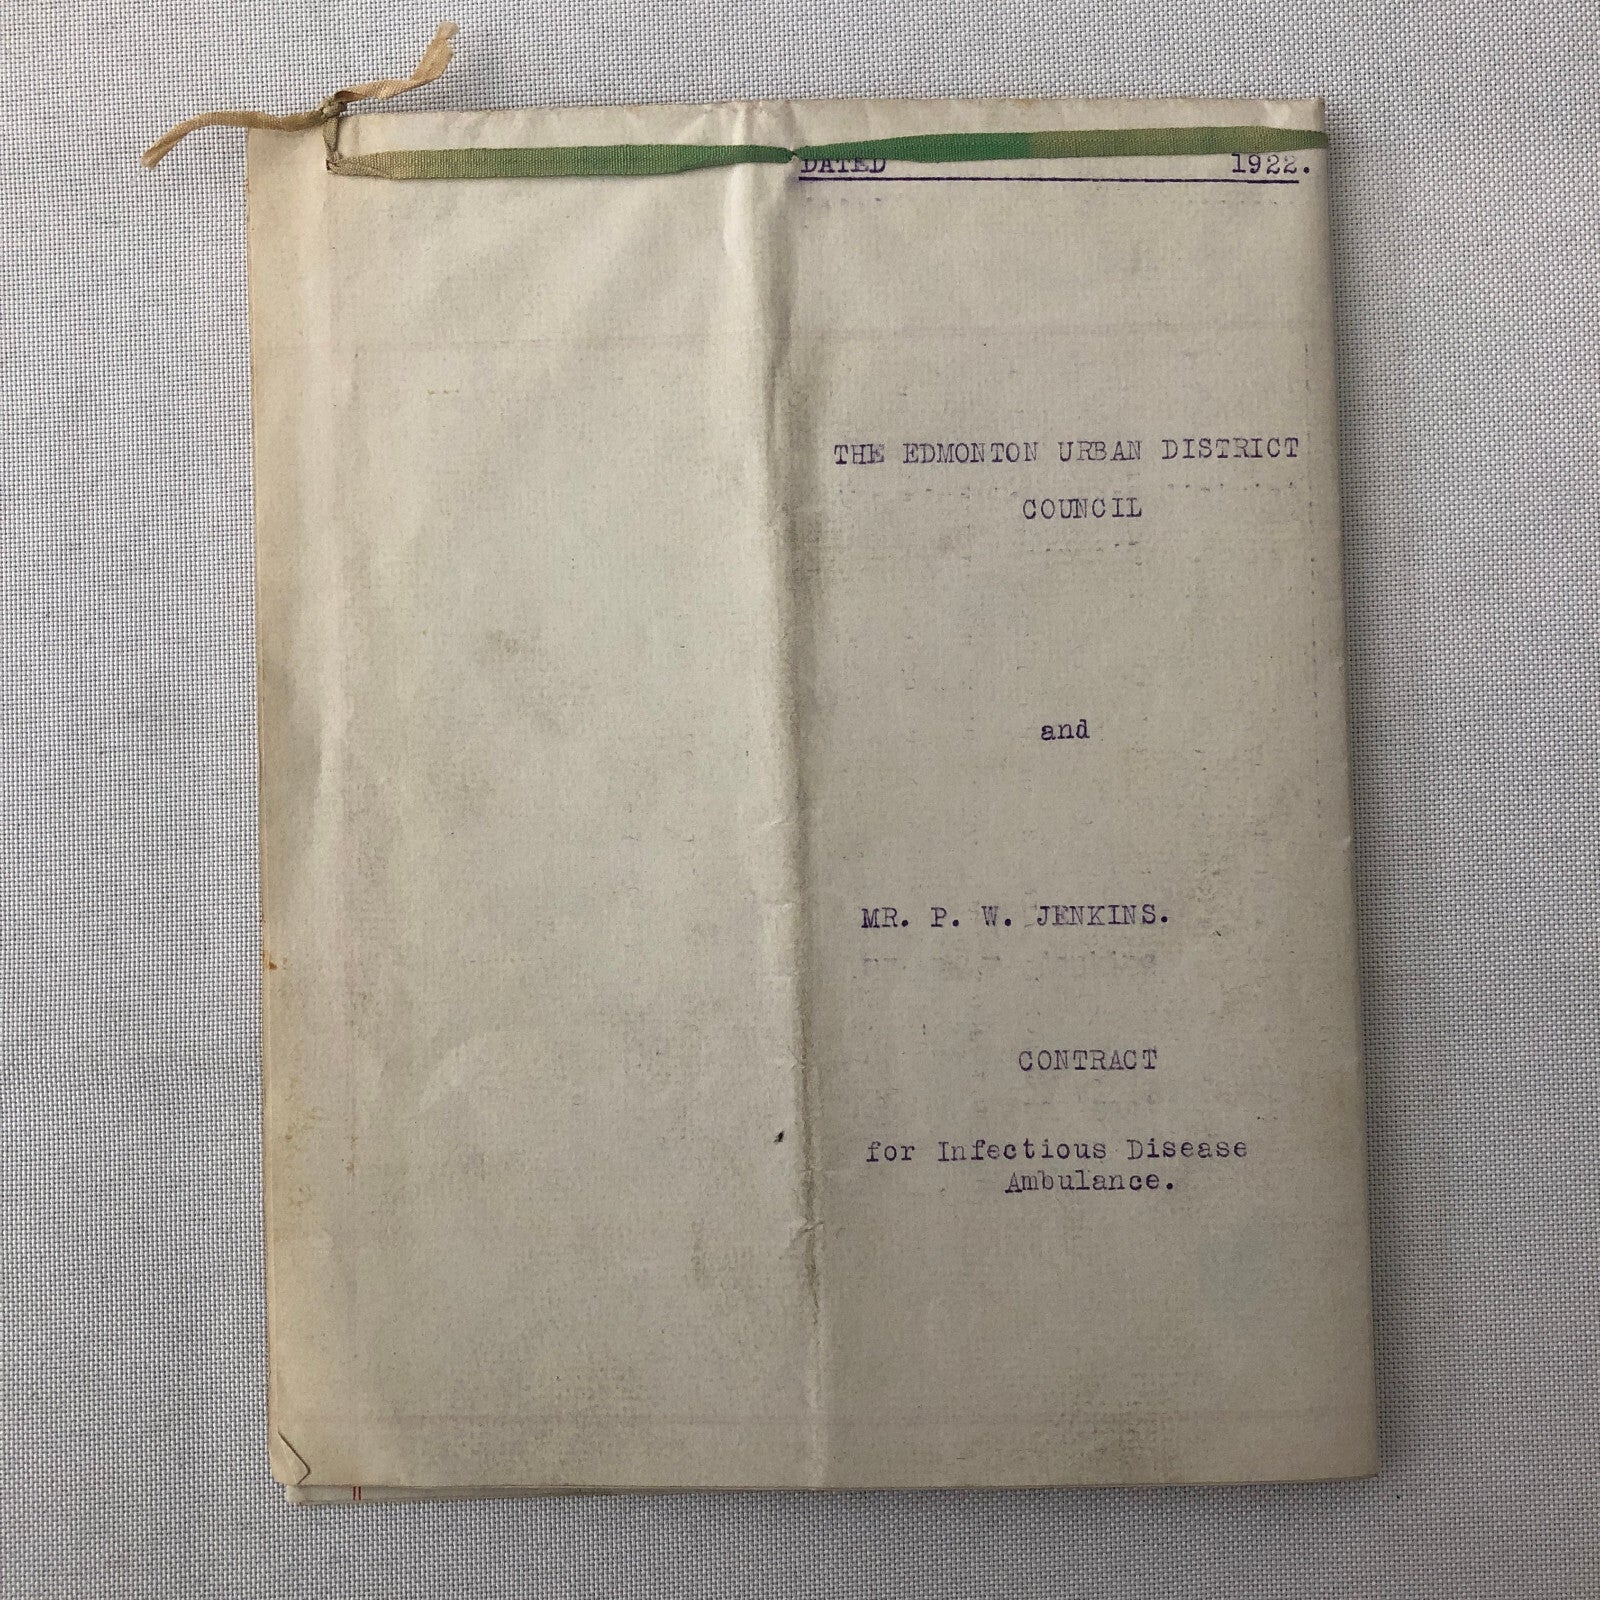 DATED 1922.
THE EDMONTON URBAN DISTRICT
COUNCIL
and
MR. P. W. JENKINS.
CONTRACT
for Infectious Disease
Ambulance.